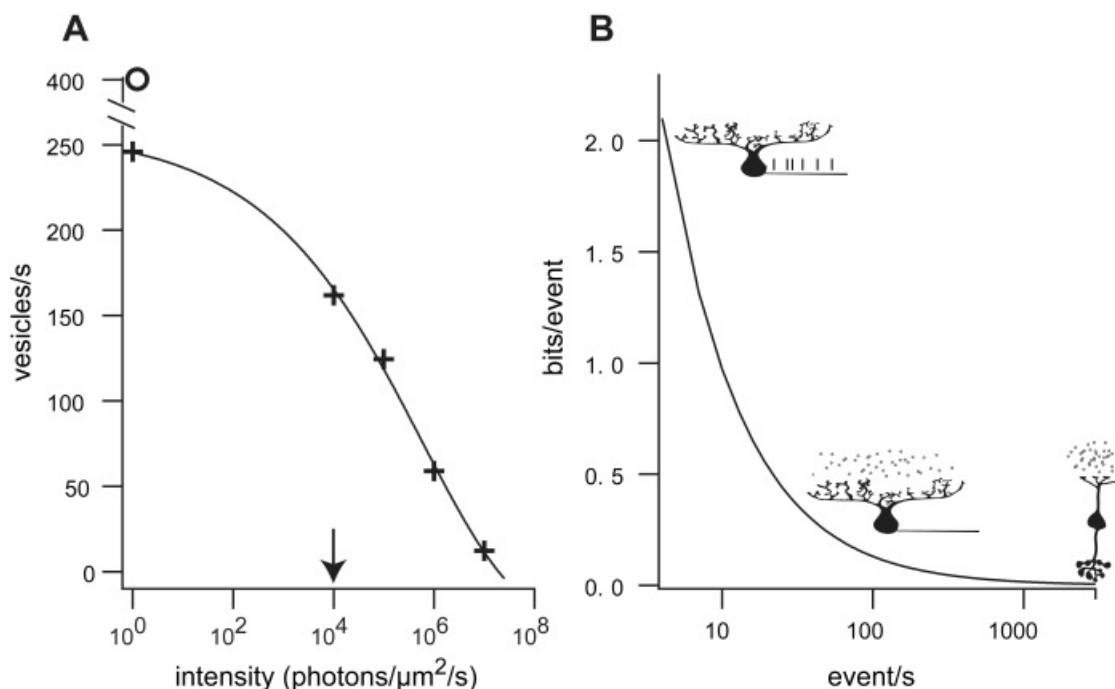 A
400
250
200
150
100
50
0
vesicles/s
10^0 10^2 10^4 10^6 10^8
intensity (photons/μm^2/s)
B
2. 0
1. 5
1. 0
0. 5
0. 0
bits/event
10 100 1000
event/s